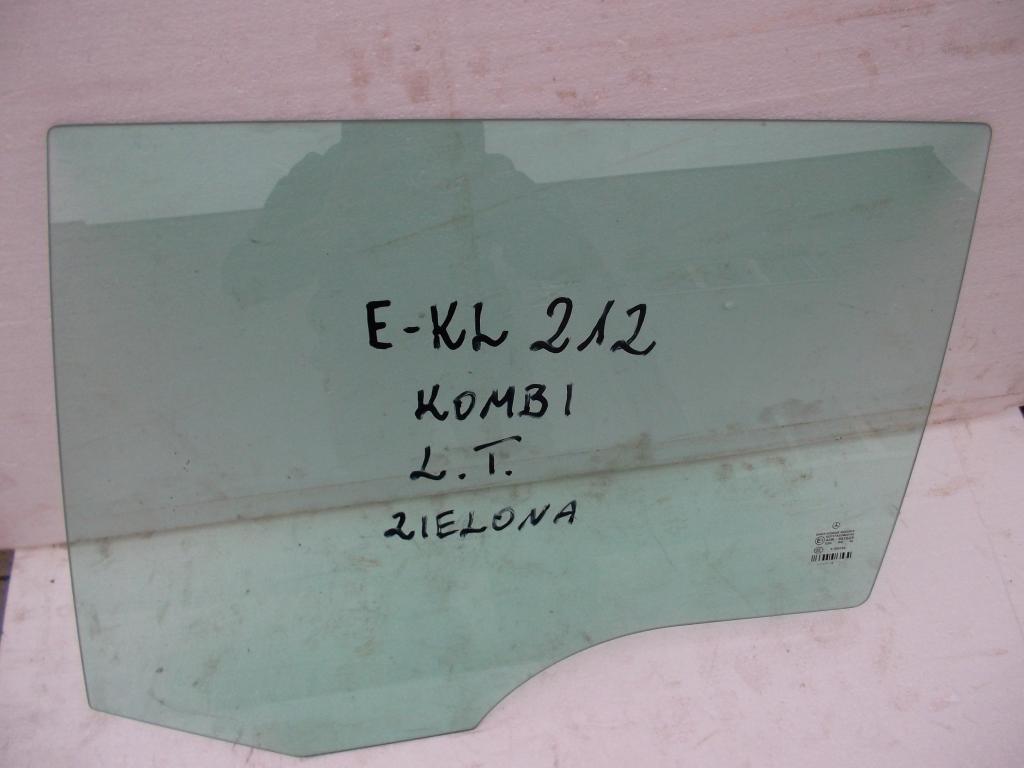 E-KL 212
KOMBI
L.T.
ZIELONA